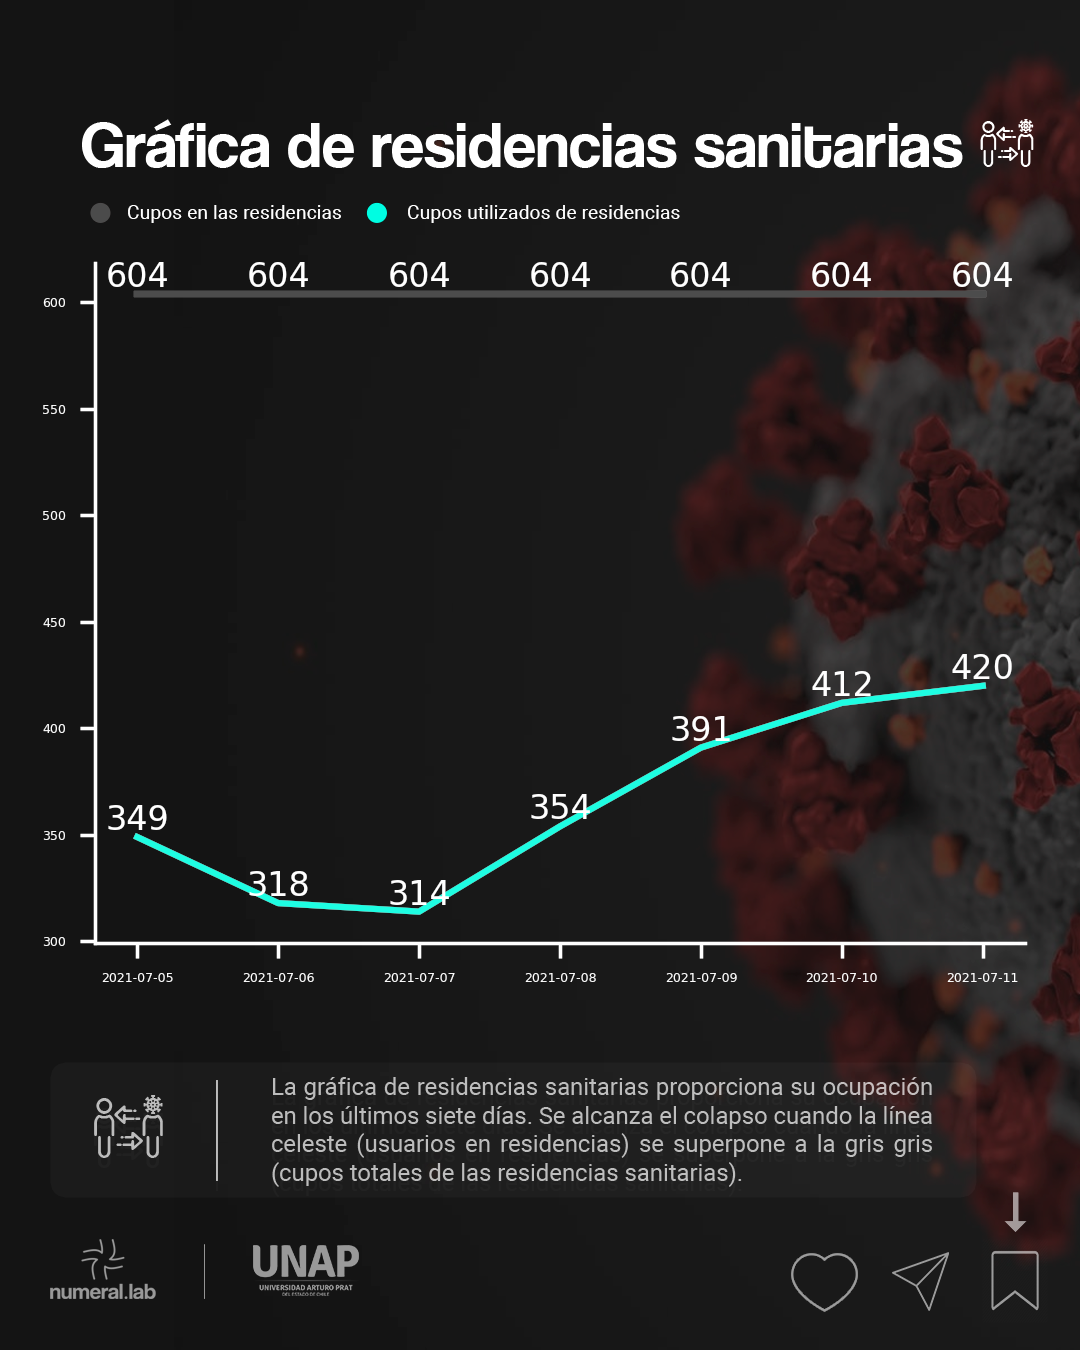 Gráfica de residencias sanitarias
Cupos en las residencias Cupos utilizados de residencias
604 604 604 604 604 604 604
600
550
500
450
400
350
300
349 318 314 354 391 412 420
2021-07-05 2021-07-06 2021-07-07 2021-07-08 2021-07-09 2021-07-10 2021-07-11
La gráfica de residencias sanitarias proporciona su ocupación
en los últimos siete días. Se alcanza el colapso cuando la línea
celeste (usuarios en residencias) se superpone a la gris gris
(cupos totales de las residencias sanitarias).
numeral.lab
UNAP
UNIVERSIDAD ARTURO PRAT
DEL ESTADO DE CHILE